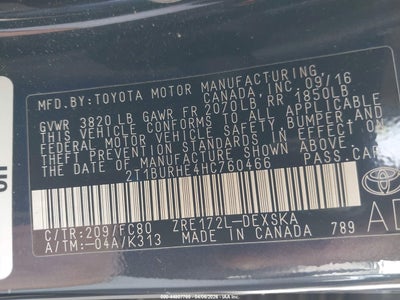 MFD.BY:TOYOTA MOTOR MANUFACTURING
CANADA, INC. 09/16
GVWR 3820 LB GAWR FR 2070LB RR 1850LB
THIS VEHICLE CONFORMS TO ALL APPLICABLE
FEDERAL MOTOR VEHICLE SAFETY, BUMPER, AND
THEFT PREVENTION STANDARDS IN EFFECT ON
THE DATE OF MANUFACTURE SHOWN ABOVE.
2T1BURHE4HC760466 PASS.CAR
C/TR:209/FC80 ZRE172L-DEXSKA
A/TM:-04A/K313 MADE IN CANADA 789